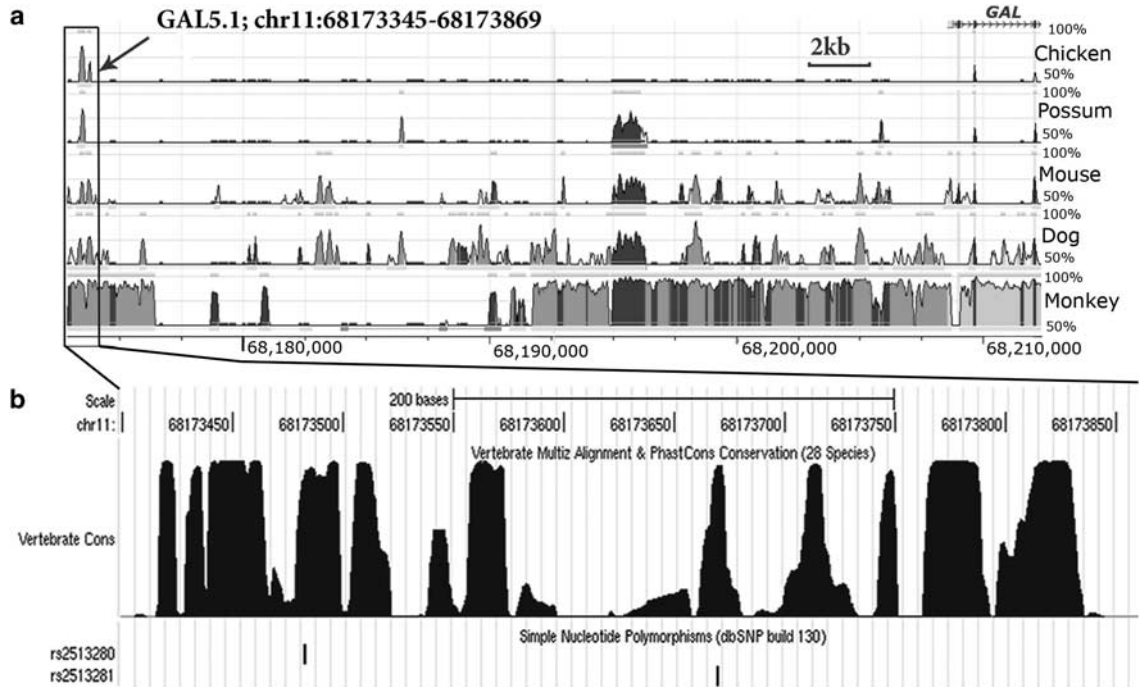 a
GAL5.1; chr11:68173345-68173869
GAL
2kb
100%
Chicken
50%
100%
Possum
50%
100%
Mouse
50%
100%
Dog
50%
100%
Monkey
50%
68,180,000 68,190,000 68,200,000 68,210,000
b
Scale 200 bases
chr11: 68173450 68173500 68173550 68173600 68173650 68173700 68173750 68173800 68173850
Vertebrate Multiz Alignment & PhastCons Conservation (28 Species)
Vertebrate Cons
Simple Nucleotide Polymorphisms (dbSNP build 130)
rs2513280
rs2513281